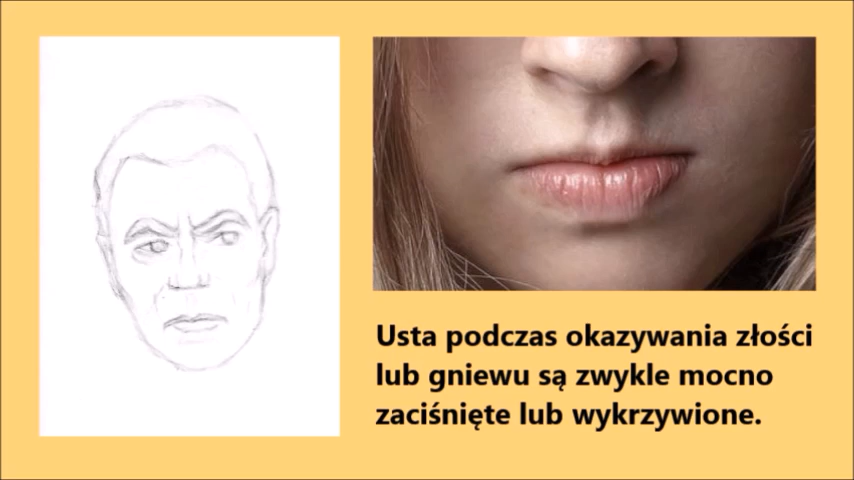 Usta podczas okazywania złości
lub gniewu są zwykle mocno
zaciśnięte lub wykrzywione.